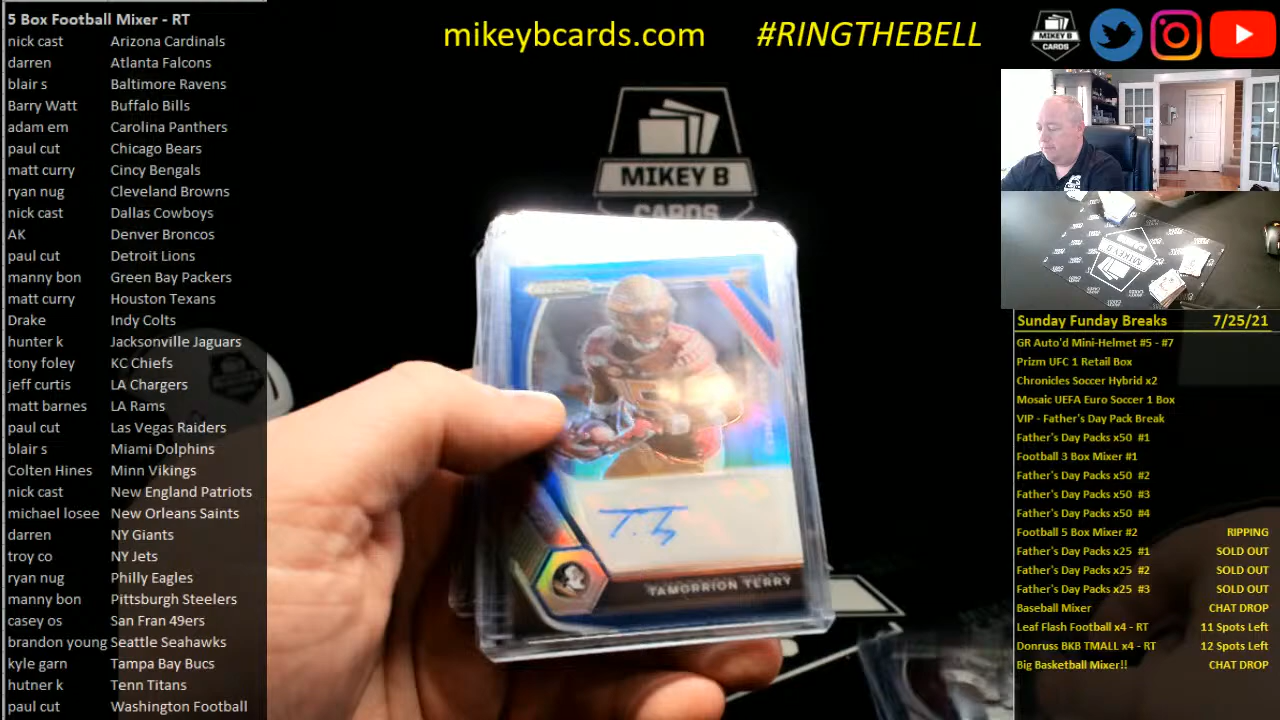 5 Box Football Mixer - RT
nick cast Arizona Cardinals
darren Atlanta Falcons
blair s Baltimore Ravens
Barry Watt Buffalo Bills
adam em Carolina Panthers
paul cut Chicago Bears
matt curry Cincy Bengals
ryan nug Cleveland Browns
nick cast Dallas Cowboys
AK Denver Broncos
paul cut Detroit Lions
manny bon Green Bay Packers
matt curry Houston Texans
Drake Indy Colts
hunter k Jacksonville Jaguars
tony foley KC Chiefs
jeff curtis LA Chargers
matt barnes LA Rams
paul cut Las Vegas Raiders
blair s Miami Dolphins
Colten Hines Minn Vikings
nick cast New England Patriots
michael losee New Orleans Saints
darren NY Giants
troy co NY Jets
ryan nug Philly Eagles
manny bon Pittsburgh Steelers
casey os San Fran 49ers
brandon young Seattle Seahawks
kyle garn Tampa Bay Bucs
hutner k Tenn Titans
paul cut Washington Football
mikeybcards.com #RINGTHEBELL
MIKEY B
CARDS
MIKEY B
CARDS
TAMORRION TERRY
MIKEY B
Sunday Funday Breaks 7/25/21
GR Auto'd Mini-Helmet #5 - #7
Prizm UFC 1 Retail Box
Chronicles Soccer Hybrid x2
Mosaic UEFA Euro Soccer 1 Box
VIP - Father's Day Pack Break
Father's Day Packs x50 #1
Football 3 Box Mixer #1
Father's Day Packs x50 #2
Father's Day Packs x50 #3
Father's Day Packs x50 #4
Football 5 Box Mixer #2 RIPPING
Father's Day Packs x25 #1 SOLD OUT
Father's Day Packs x25 #2 SOLD OUT
Father's Day Packs x25 #3 SOLD OUT
Baseball Mixer CHAT DROP
Leaf Flash Football x4 - RT 11 Spots Left
Donruss BKB TMALL x4 - RT 12 Spots Left
Big Basketball Mixer!! CHAT DROP